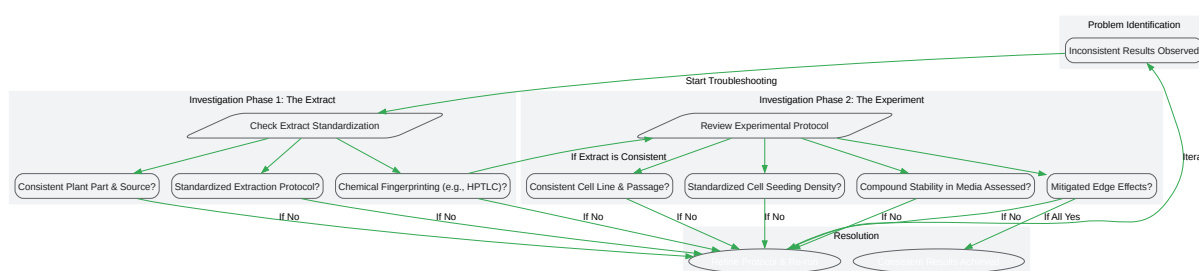 Problem Identification
Inconsistent Results Observed
Start Troubleshooting
Investigation Phase 1: The Extract
Investigation Phase 2: The Experiment
Check Extract Standardization
Review Experimental Protocol
If Extract is Consistent
Consistent Plant Part & Source?
Standardized Extraction Protocol?
Chemical Fingerprinting (e.g., HPTLC)?
Consistent Cell Line & Passage?
Standardized Cell Seeding Density?
Compound Stability in Media Assessed?
Mitigated Edge Effects?
Itera
If No
If No
If No
If No
If No
If No
If No
If All Yes
Resolution